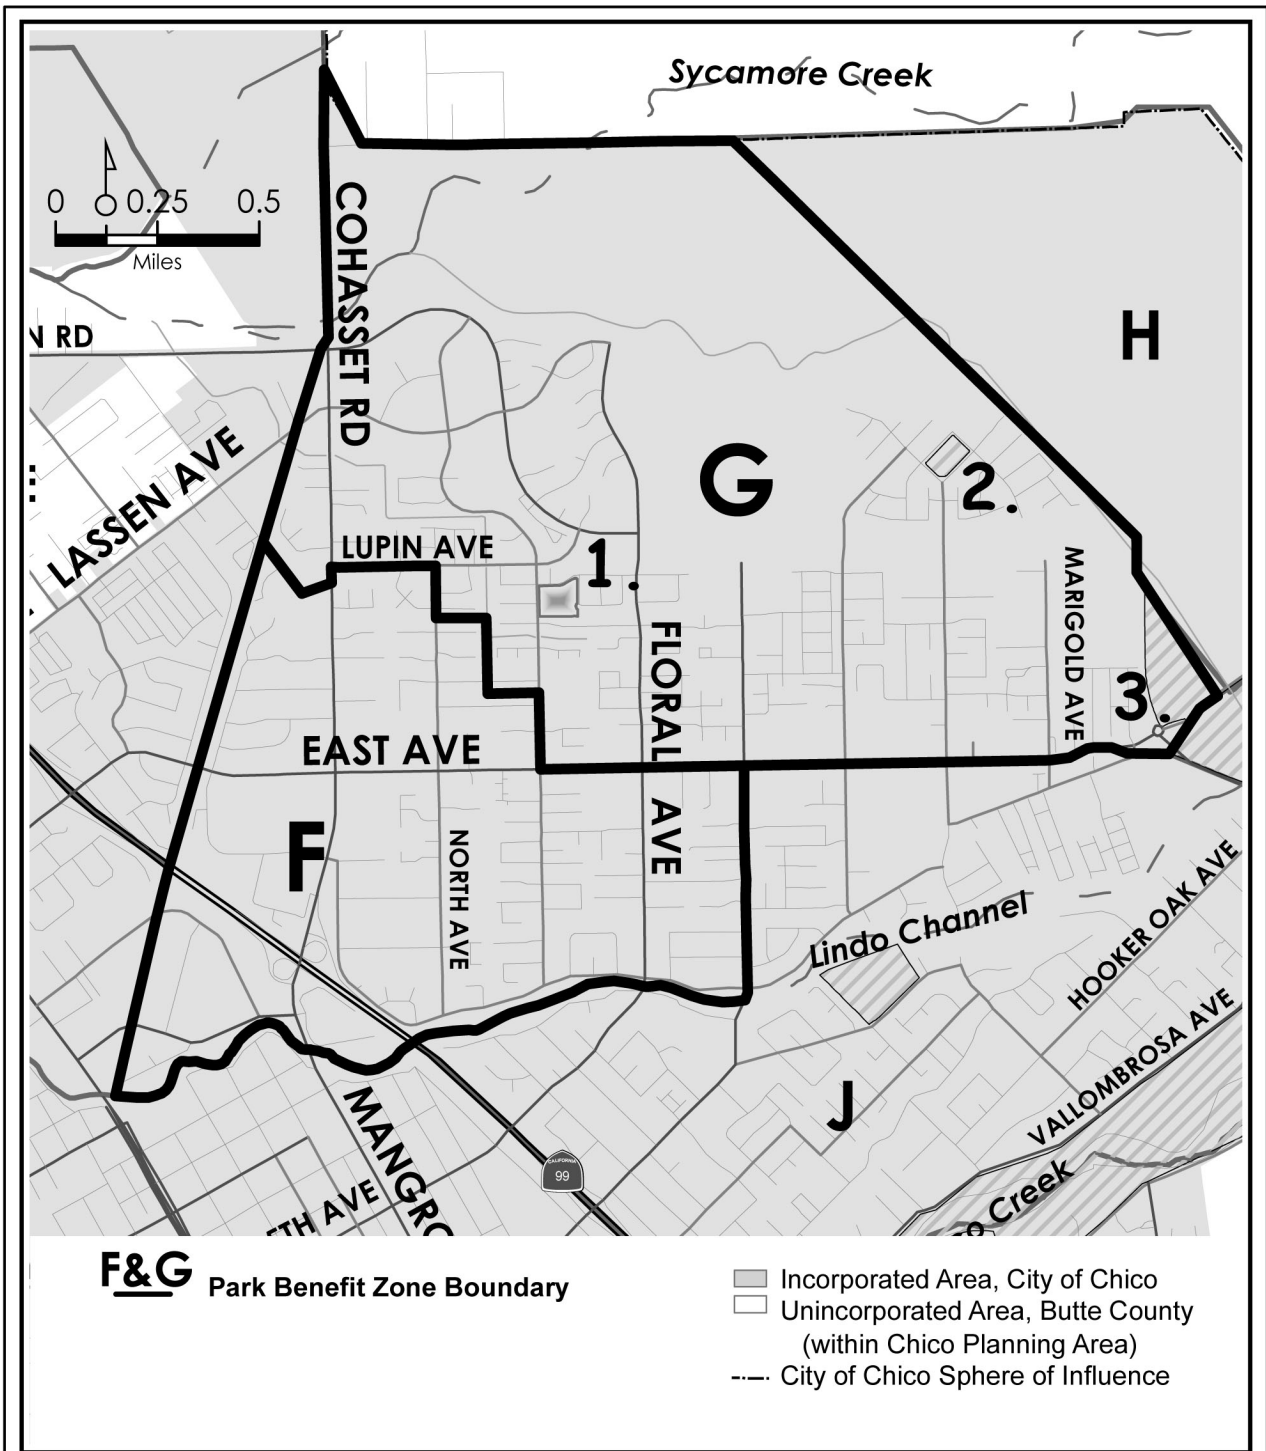 Sycamore Creek
0 0.25 0.5
Miles
COHASSET RD
N RD
H
LASSEN AVE
G
2.
LUPIN AVE
1.
MARIGOLD AVE
FLORAL AVE
3.
EAST AVE
F
NORTH AVE
Lindo Channel
HOOKER OAK AVE
VALLOMBROSA AVE
J
MANGRO
CALIFORNIA
99
TH AVE
o Creek
F&G Park Benefit Zone Boundary
Incorporated Area, City of Chico
Unincorporated Area, Butte County
(within Chico Planning Area)
City of Chico Sphere of Influence